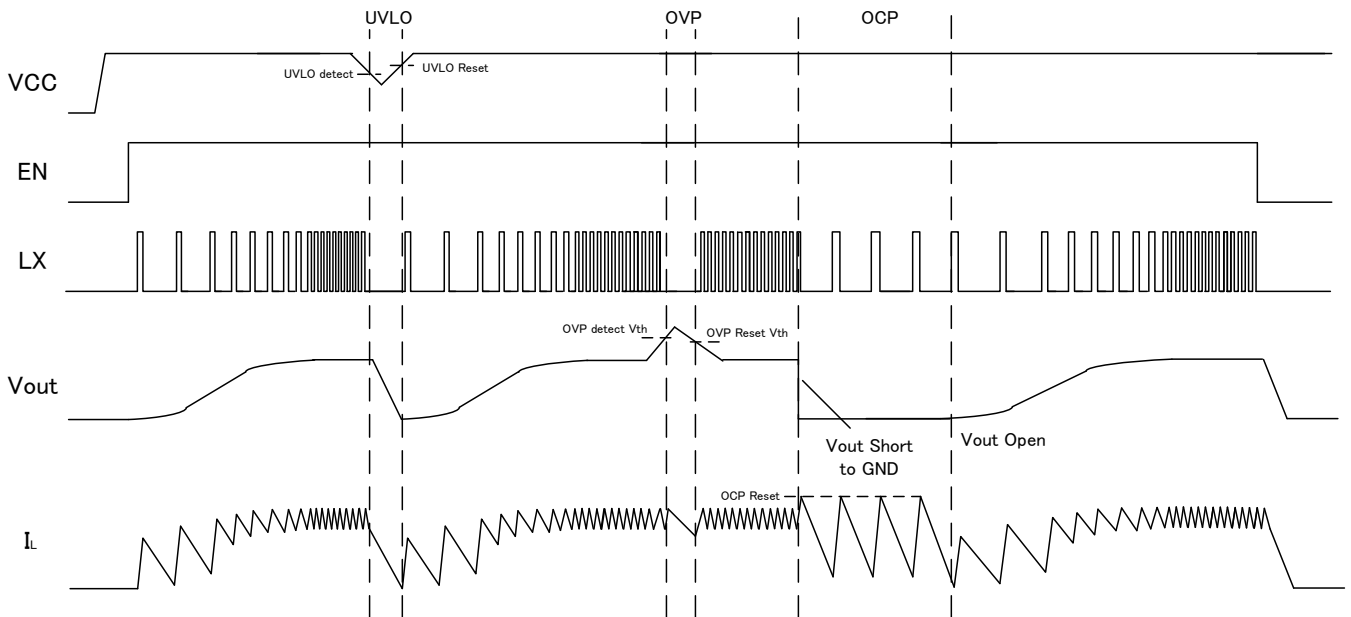 UVLO
OVP
OCP
VCC
UVLO detect
UVLO Reset
EN
LX
OVP detect Vth
OVP Reset Vth
Vout
Vout Short
to GND
Vout Open
OCP Reset
IL